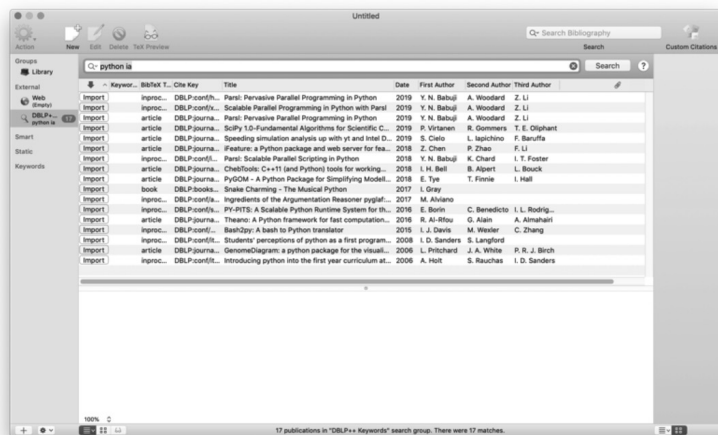 Untitled
Action New Edit Delete TeX Preview Search Bibliography Search Custom Citations
Groups
Library
External
Web
(Empty)
DBLP+... 17
python ia
Smart
Static
Keywords
python ia Search ?
Keywor... BibTeX T... Cite Key Title Date First Author Second Author Third Author
Import inproc... DBLP:conf/h... Parsl: Pervasive Parallel Programming in Python 2019 Y. N. Babuji A. Woodard Z. Li
Import inproc... DBLP:conf/x... Scalable Parallel Programming in Python with Parsl 2019 Y. N. Babuji A. Woodard Z. Li
Import article DBLP:journa... Parsl: Pervasive Parallel Programming in Python 2019 Y. N. Babuji A. Woodard Z. Li
Import article DBLP:journa... SciPy 1.0-Fundamental Algorithms for Scientific C... 2019 P. Virtanen R. Gommers T. E. Oliphant
Import article DBLP:journa... Speeding simulation analysis up with yt and Intel D... 2019 S. Cielo L. Iapichino F. Baruffa
Import article DBLP:journa... iFeature: a Python package and web server for fea... 2018 Z. Chen P. Zhao F. Li
Import inproc... DBLP:conf/i... Parsl: Scalable Parallel Scripting in Python 2018 Y. N. Babuji K. Chard I. T. Foster
Import article DBLP:journa... ChebTools: C++11 (and Python) tools for working... 2018 I. H. Bell B. Alpert L. Bouck
Import article DBLP:journa... PyGOM - A Python Package for Simplifying Modell... 2018 E. Tye T. Finnie I. Hall
Import book DBLP:books... Snake Charming - The Musical Python 2017 I. Gray
Import inproc... DBLP:conf/a... Ingredients of the Argumentation Reasoner pyglaf:... 2017 M. Alviano
Import inproc... DBLP:conf/s... PY-PITS: A Scalable Python Runtime System for th... 2016 E. Borin C. Benedicto I. L. Rodrig...
Import article DBLP:journa... Theano: A Python framework for fast computation... 2016 R. Al-Rfou G. Alain A. Almahairi
Import inproc... DBLP:conf/... Bash2py: A bash to Python translator 2015 I. J. Davis M. Wexler C. Zhang
Import inproc... DBLP:conf/it... Students' perceptions of python as a first program... 2008 I. D. Sanders S. Langford
Import article DBLP:journa... GenomeDiagram: a python package for the visuali... 2006 L. Pritchard J. A. White P. R. J. Birch
Import inproc... DBLP:conf/it... Introducing python into the first year curriculum at... 2006 A. Holt S. Rauchas I. D. Sanders
100%
17 publications in "DBLP++ Keywords" search group. There were 17 matches.